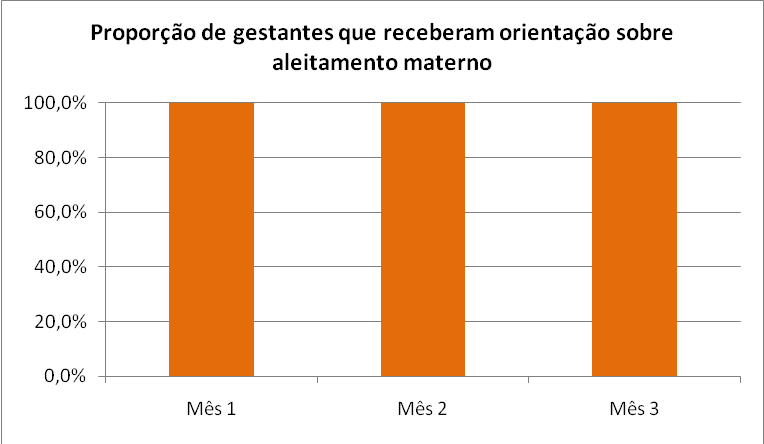 Proporção de gestantes que receberam orientação sobre
aleitamento materno
100,0%
80,0%
60,0%
40,0%
20,0%
0,0%
Mês 1 Mês 2 Mês 3